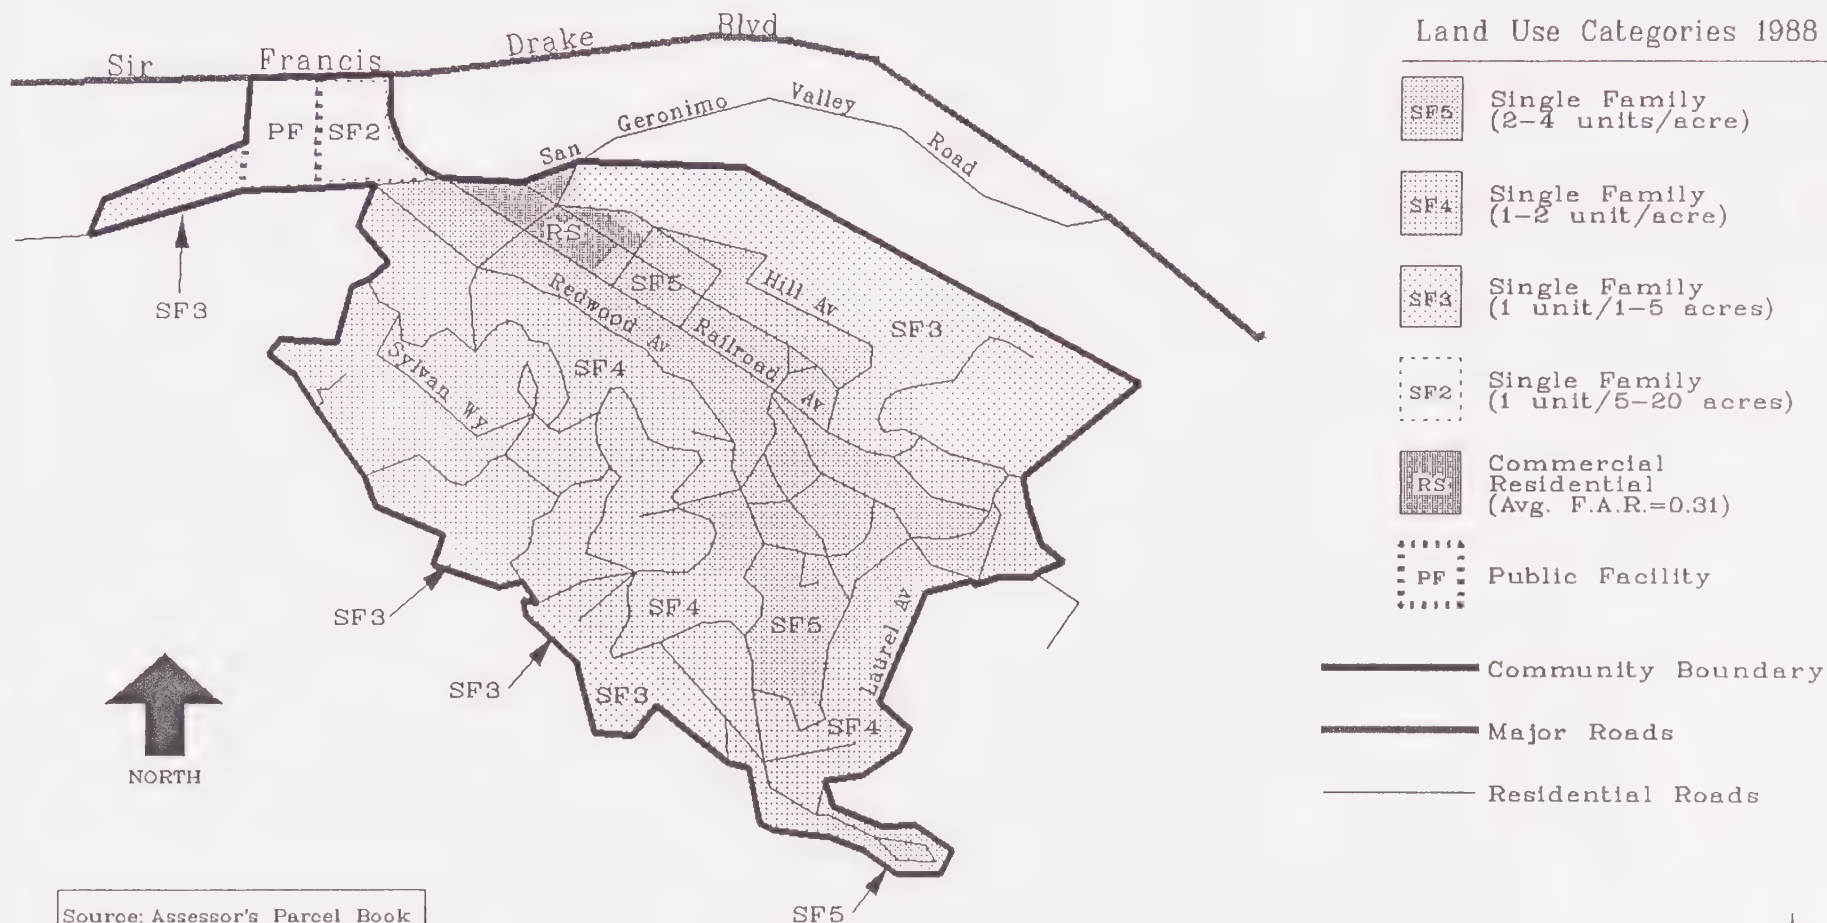 Sir Francis Drake Blvd
San Geronimo Valley Road
PF
SF2
SF3
RS
SF5
Hill Av
Redwood Av
Railroad Av
SF3
SF4
Sylvan Wy
SF3
SF4
SF5
Laurel Av
SF3
SF3
SF4
SF5
NORTH
Source: Assessor's Parcel Book
Land Use Categories 1988
SF5
Single Family
(2-4 units/acre)
SF4
Single Family
(1-2 unit/acre)
SF3
Single Family
(1 unit/1-5 acres)
SF2
Single Family
(1 unit/5-20 acres)
RS
Commercial
Residential
(Avg. F.A.R.=0.31)
PF
Public Facility
Community Boundary
Major Roads
Residential Roads